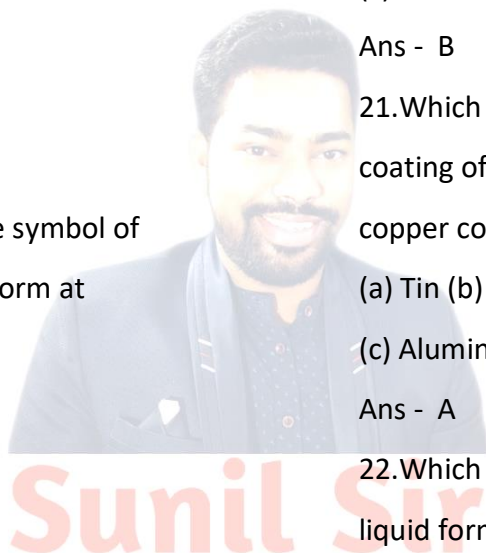 e symbol of
orm at
Ans - B
21.Which
coating of
copper co
(a) Tin (b)
(c) Alumin
Ans - A
22.Which
liquid forn
Sunil Sir